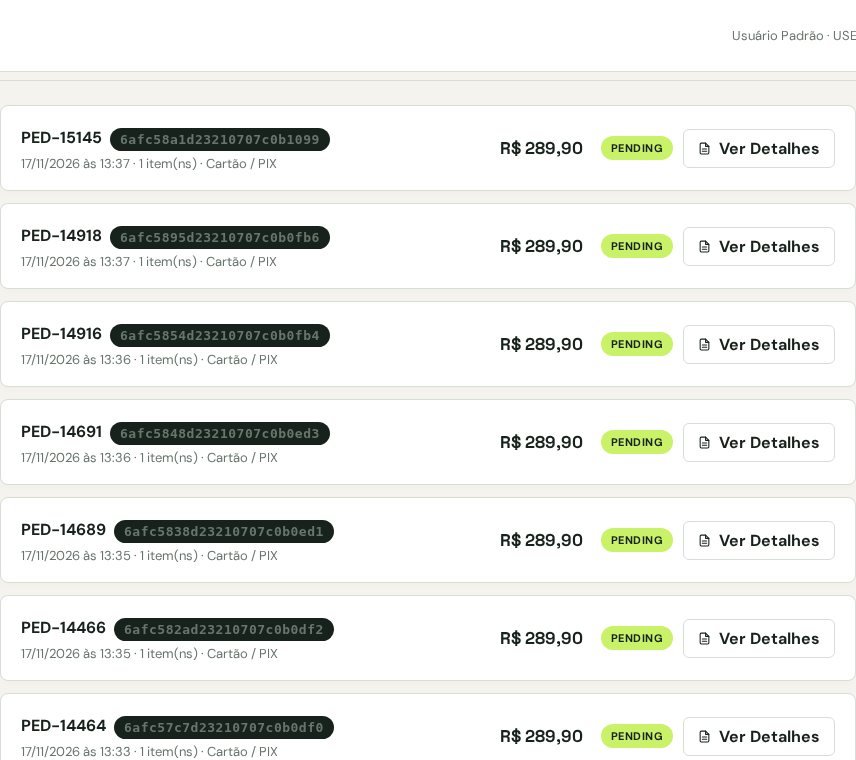 Usuário Padrão · USE
PED-15145 6afc58a1d23210707c0b1099
17/11/2026 às 13:37 · 1 item(ns) · Cartão / PIX
R$ 289,90 PENDING Ver Detalhes
PED-14918 6afc5895d23210707c0b0fb6
17/11/2026 às 13:37 · 1 item(ns) · Cartão / PIX
R$ 289,90 PENDING Ver Detalhes
PED-14916 6afc5854d23210707c0b0fb4
17/11/2026 às 13:36 · 1 item(ns) · Cartão / PIX
R$ 289,90 PENDING Ver Detalhes
PED-14691 6afc5848d23210707c0b0ed3
17/11/2026 às 13:36 · 1 item(ns) · Cartão / PIX
R$ 289,90 PENDING Ver Detalhes
PED-14689 6afc5838d23210707c0b0ed1
17/11/2026 às 13:35 · 1 item(ns) · Cartão / PIX
R$ 289,90 PENDING Ver Detalhes
PED-14466 6afc582ad23210707c0b0df2
17/11/2026 às 13:35 · 1 item(ns) · Cartão / PIX
R$ 289,90 PENDING Ver Detalhes
PED-14464 6afc57c7d23210707c0b0df0
17/11/2026 às 13:33 · 1 item(ns) · Cartão / PIX
R$ 289,90 PENDING Ver Detalhes